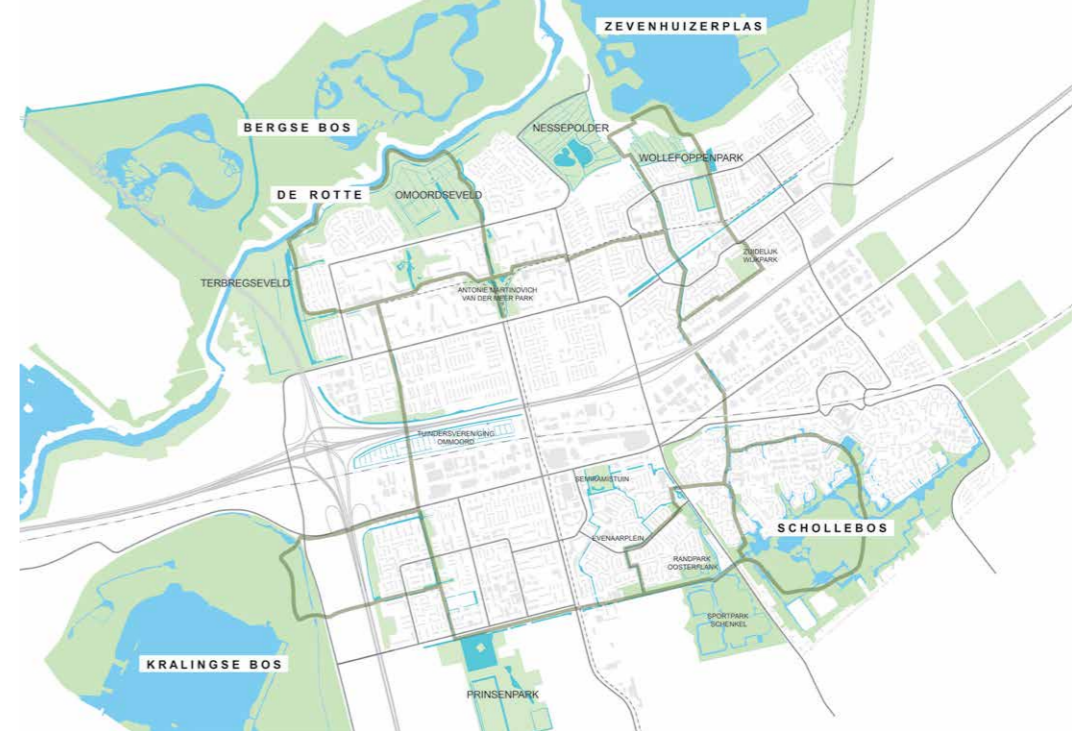 ZEVENHUIZERPLAS
BERGSE BOS
NESSEPOLDER
WOLLEFOPPENPARK
DE ROTTE
OMOORDSEVELD
ZUIDELIJK
WIJKPARK
TERBREGSEVELD
ANTONIE MARTINOVICH
VAN DER MEER PARK
TUINDERSVERENIGING
OMMOORD
SEMIRAMISTUIN
SCHOLLEBOS
EVENAARPLEIN
RANDPARK
OOSTERFLANK
SPORTPARK
SCHENKEL
KRALINGSE BOS
PRINSENPARK